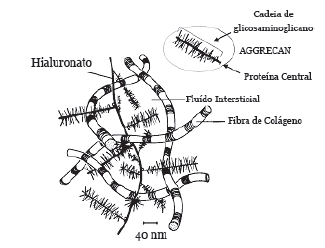 Cadeia de
glicosaminoglicano
AGGRECAN
Hialuronato
Proteína Central
Fluído Intersticial
Fibra de Colágeno
40 nm